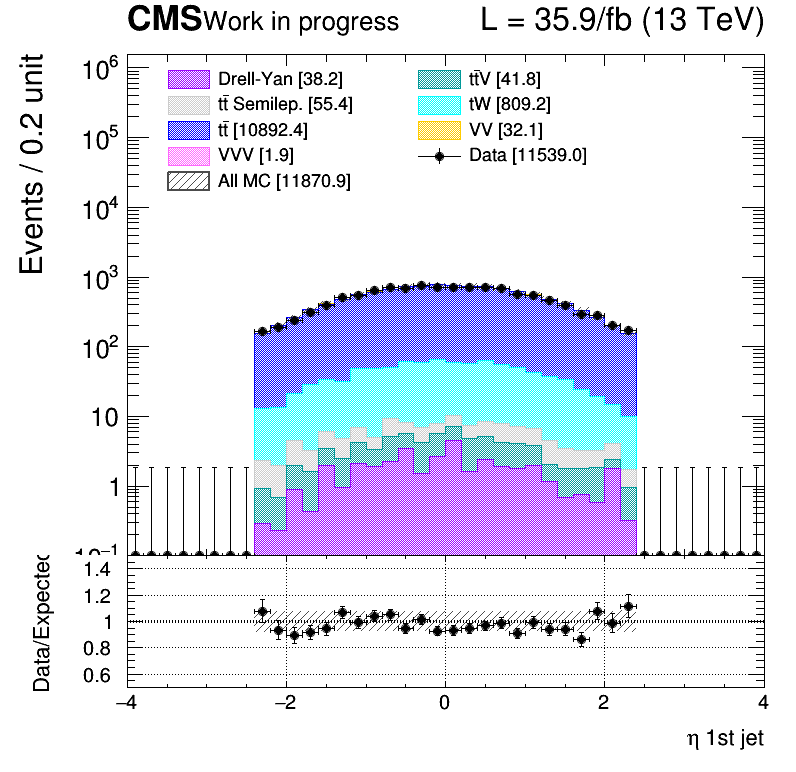 CMS Work in progress L = 35.9/fb (13 TeV)
Events / 0.2 unit
Drell-Yan [38.2]
tt̄ Semilep. [55.4]
tt̄ [10892.4]
VVV [1.9]
All MC [11870.9]
tt̄V [41.8]
tW [809.2]
VV [32.1]
Data [11539.0]
10⁶
10⁵
10⁴
10³
10²
10
1
10⁻¹
Data/Expected
1.4
1.2
1
0.8
0.6
−4 −2 0 2 4
η 1st jet